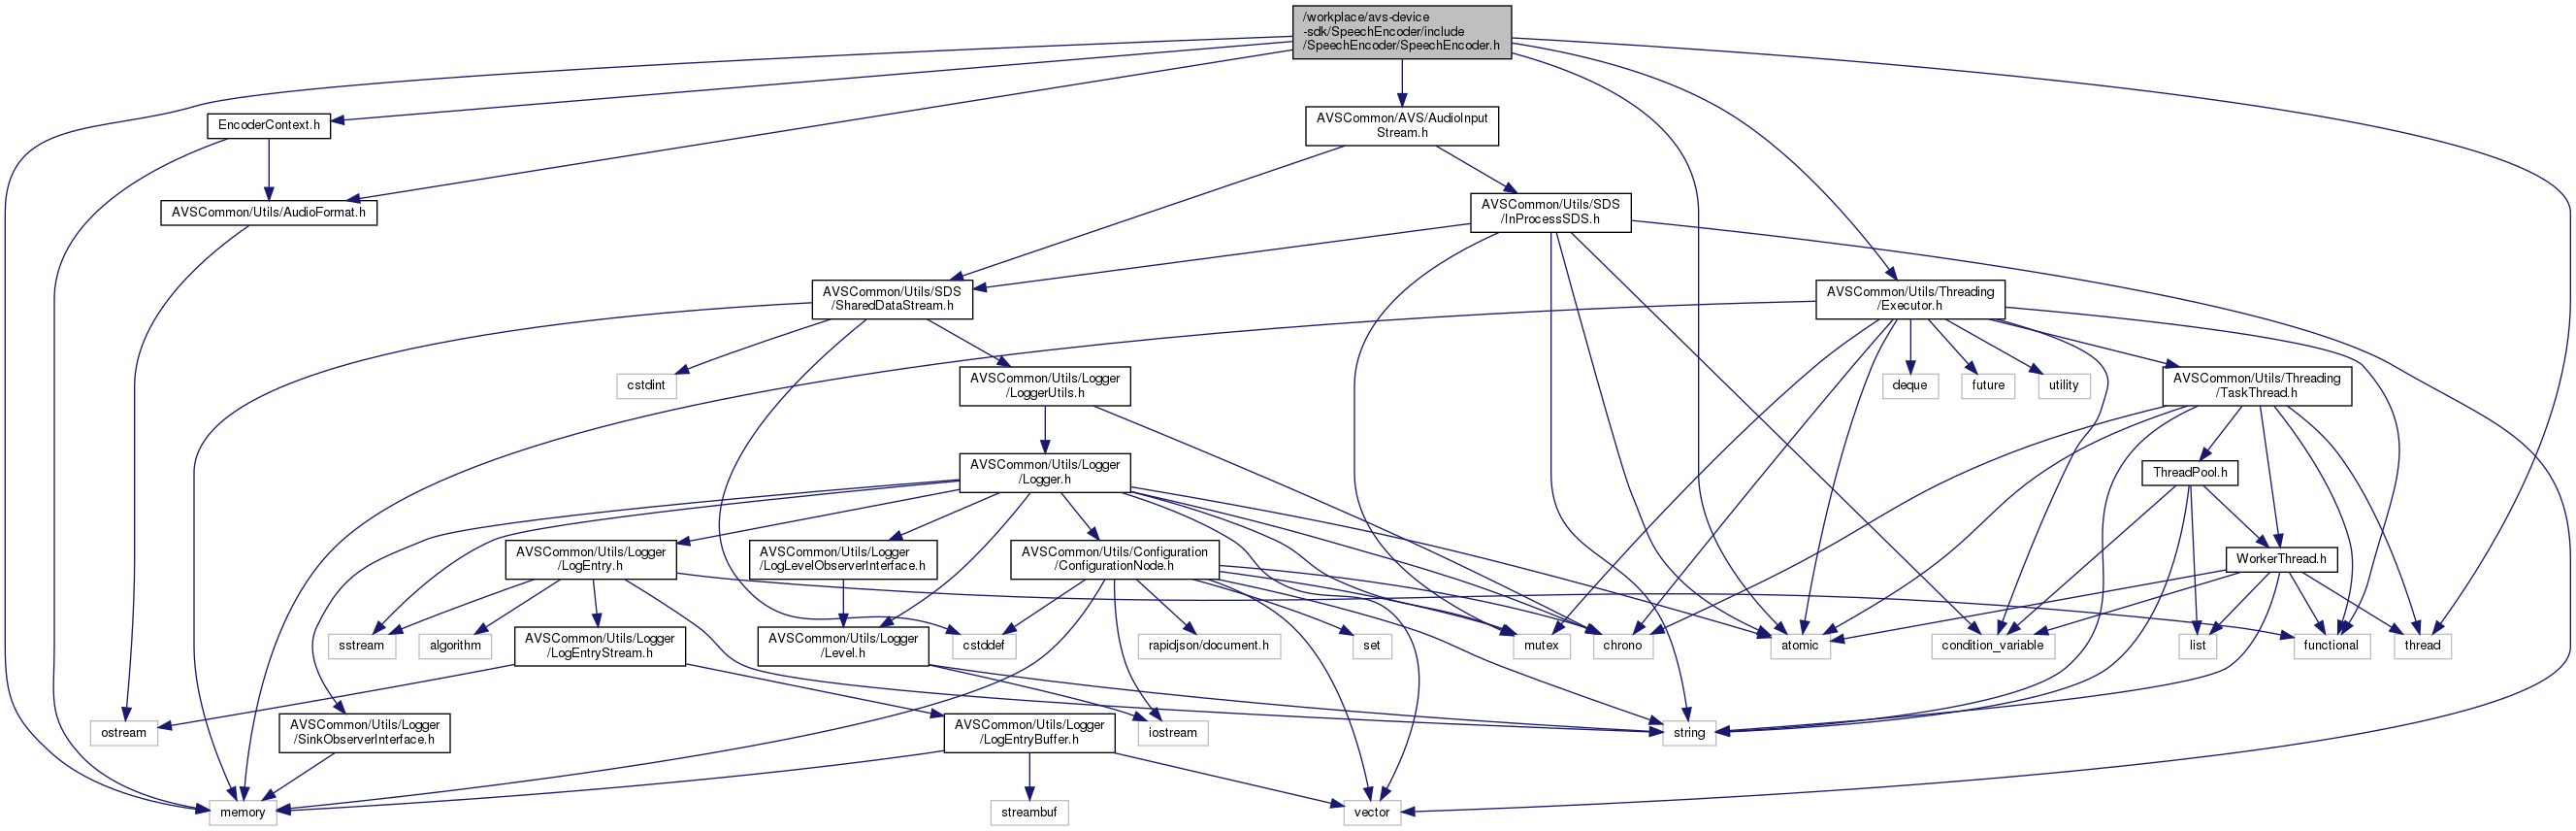 /workplace/avs-device
-sdk/SpeechEncoder/include
/SpeechEncoder/SpeechEncoder.h
EncoderContext.h
AVSCommon/AVS/AudioInput
Stream.h
AVSCommon/Utils/AudioFormat.h
AVSCommon/Utils/SDS
/InProcessSDS.h
AVSCommon/Utils/SDS
/SharedDataStream.h
AVSCommon/Utils/Threading
/Executor.h
cstdint
AVSCommon/Utils/Logger
/LoggerUtils.h
deque
future
utility
AVSCommon/Utils/Threading
/TaskThread.h
AVSCommon/Utils/Logger
/Logger.h
ThreadPool.h
AVSCommon/Utils/Logger
/LogEntry.h
AVSCommon/Utils/Logger
/LogLevelObserverInterface.h
AVSCommon/Utils/Configuration
/ConfigurationNode.h
WorkerThread.h
sstream
algorithm
AVSCommon/Utils/Logger
/LogEntryStream.h
AVSCommon/Utils/Logger
/Level.h
cstddef
rapidjson/document.h
set
mutex
chrono
atomic
condition_variable
list
functional
thread
ostream
AVSCommon/Utils/Logger
/SinkObserverInterface.h
AVSCommon/Utils/Logger
/LogEntryBuffer.h
iostream
string
memory
streambuf
vector